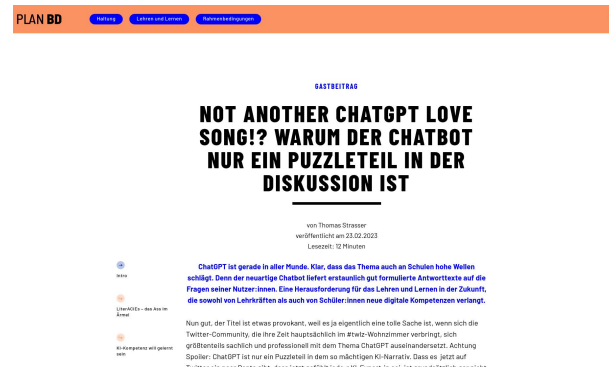 PLAN BD
Haltung
Lehren und Lernen
Rahmenbedingungen
GASTBEITRAG
NOT ANOTHER CHATGPT LOVE
SONG!? WARUM DER CHATBOT
NUR EIN PUZZLETEIL IN DER
DISKUSSION IST
von Thomas Strasser
veröffentlicht am 23.02.2023
Lesezeit: 12 Minuten
Intro
LiterACIEs – das Ass im
Ärmel
KI-Kompetenz will gelernt
sein
ChatGPT ist gerade in aller Munde. Klar, dass das Thema auch an Schulen hohe Wellen
schlägt. Denn der neuartige Chatbot liefert erstaunlich gut formulierte Antworttexte auf die
Fragen seiner Nutzer:innen. Eine Herausforderung für das Lehren und Lernen in der Zukunft,
die sowohl von Lehrkräften als auch von Schüler:innen neue digitale Kompetenzen verlangt.
Nun gut, der Titel ist etwas provokant, weil es ja eigentlich eine tolle Sache ist, wenn sich die
Twitter-Community, die ihre Zeit hauptsächlich im #twlz-Wohnzimmer verbringt, sich
größtenteils sachlich und professionell mit dem Thema ChatGPT auseinandersetzt. Achtung
Spoiler: ChatGPT ist nur ein Puzzleteil in dem so mächtigen KI-Narrativ. Dass es jetzt auf